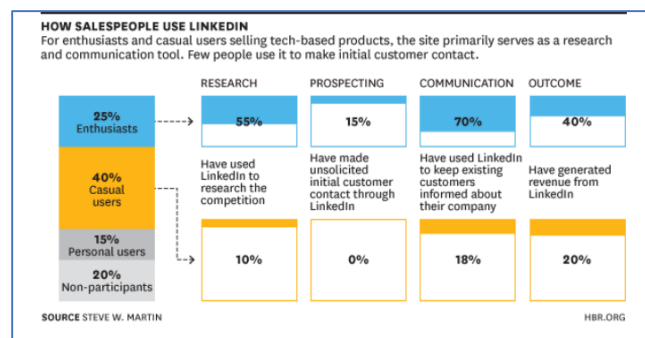 HOW SALESPEOPLE USE LINKEDIN
For enthusiasts and casual users selling tech-based products, the site primarily serves as a research
and communication tool. Few people use it to make initial customer contact.
RESEARCH
PROSPECTING
COMMUNICATION
OUTCOME
25%
Enthusiasts
55%
15%
70%
40%
40%
Casual
users
Have used
LinkedIn to
research the
competition
Have made
unsolicited
initial customer
contact through
LinkedIn
Have used LinkedIn
to keep existing
customers
informed about
their company
Have generated
revenue from
LinkedIn
15%
Personal users
20%
Non-participants
10%
0%
18%
20%
SOURCE STEVE W. MARTIN
HBR.ORG